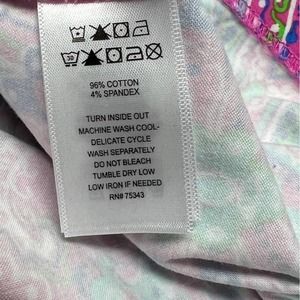 96% COTTON
4% SPANDEX
TURN INSIDE OUT
MACHINE WASH COOL-
DELICATE CYCLE
WASH SEPARATELY
DO NOT BLEACH
TUMBLE DRY LOW
LOW IRON IF NEEDED
RN# 75343